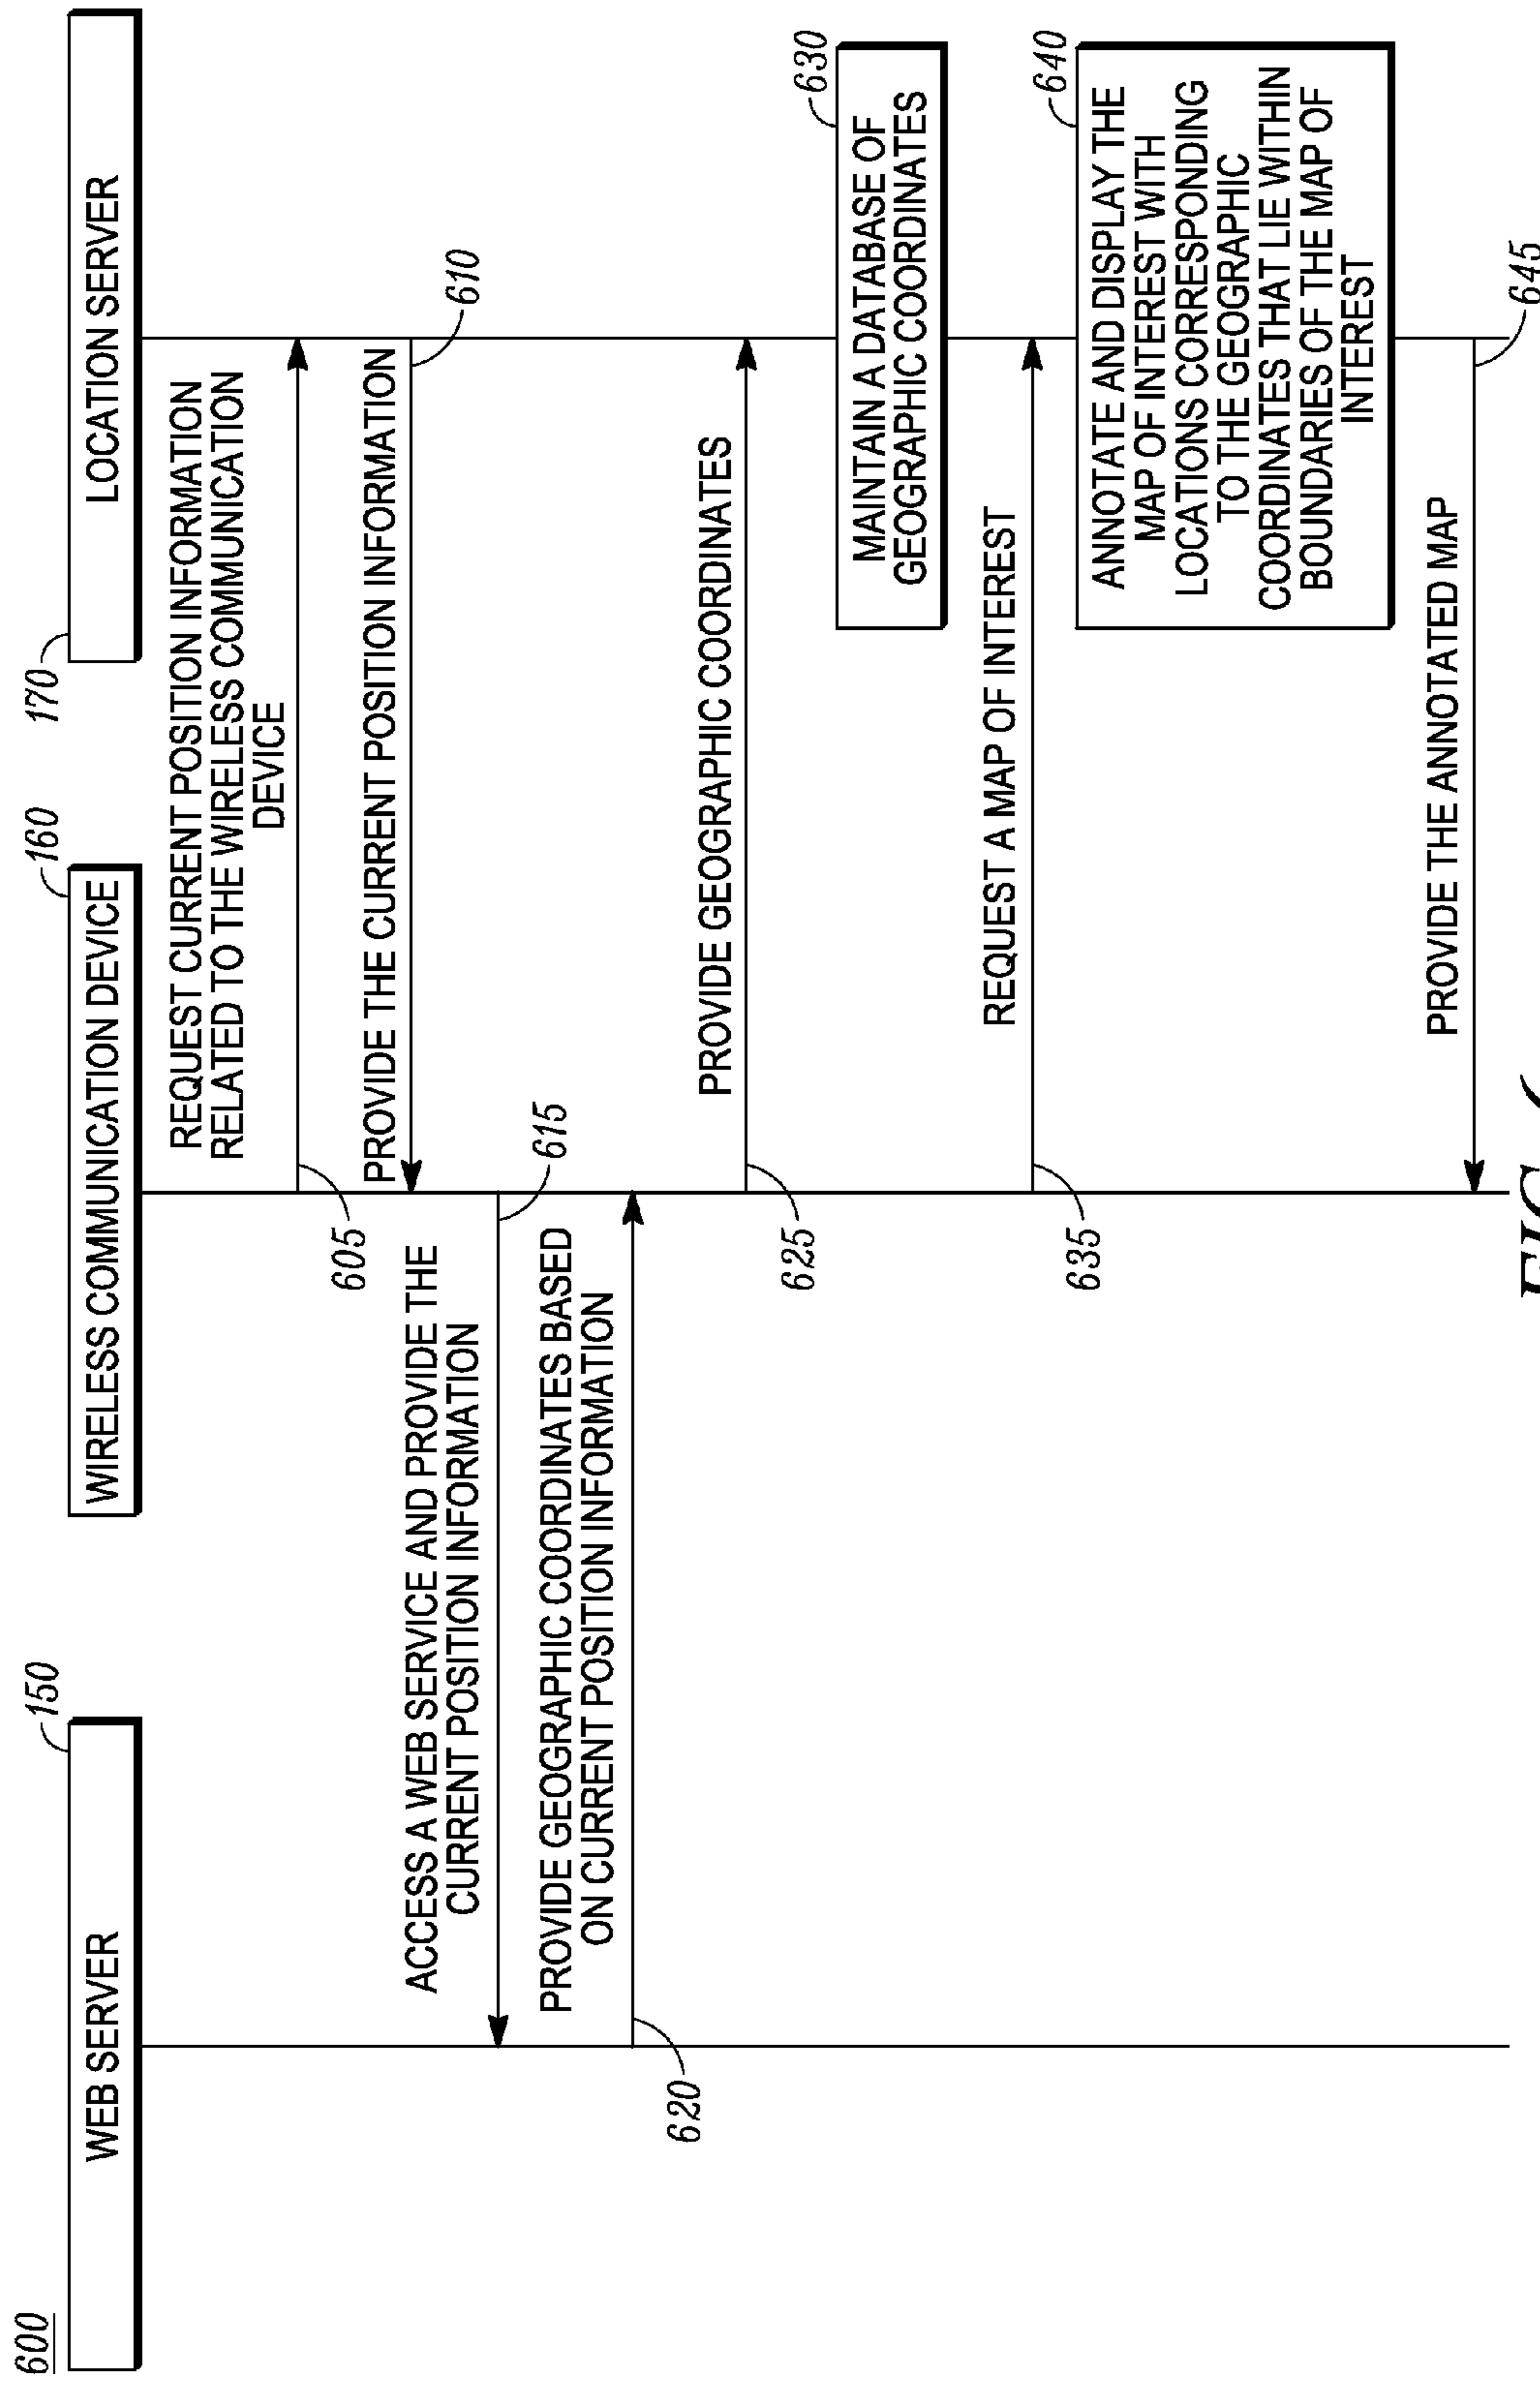 600
150
160
170
WEB SERVER
WIRELESS COMMUNICATION DEVICE
LOCATION SERVER
REQUEST CURRENT POSITION INFORMATION
RELATED TO THE WIRELESS COMMUNICATION
DEVICE
605
PROVIDE THE CURRENT POSITION INFORMATION
610
ACCESS A WEB SERVICE AND PROVIDE THE
CURRENT POSITION INFORMATION
615
PROVIDE GEOGRAPHIC COORDINATES BASED
ON CURRENT POSITION INFORMATION
620
PROVIDE GEOGRAPHIC COORDINATES
625
630
MAINTAIN A DATABASE OF
GEOGRAPHIC COORDINATES
REQUEST A MAP OF INTEREST
635
640
ANNOTATE AND DISPLAY THE
MAP OF INTEREST WITH
LOCATIONS CORRESPONDING
TO THE GEOGRAPHIC
COORDINATES THAT LIE WITHIN
BOUNDARIES OF THE MAP OF
INTEREST
PROVIDE THE ANNOTATED MAP
645